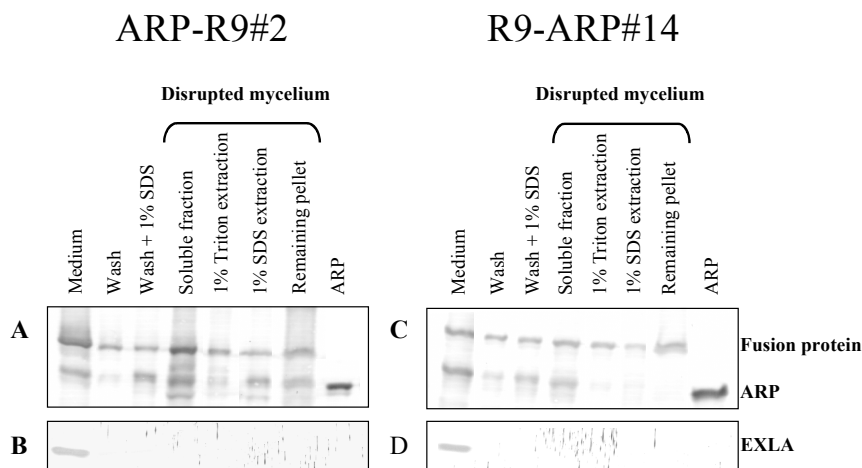 ARP-R9#2
R9-ARP#14
Disrupted mycelium
Disrupted mycelium
Medium
Wash
Wash + 1% SDS
Soluble fraction
1% Triton extraction
1% SDS extraction
Remaining pellet
ARP
Medium
Wash
Wash + 1% SDS
Soluble fraction
1% Triton extraction
1% SDS extraction
Remaining pellet
ARP
A
C
Fusion protein
ARP
B
D
EXLA